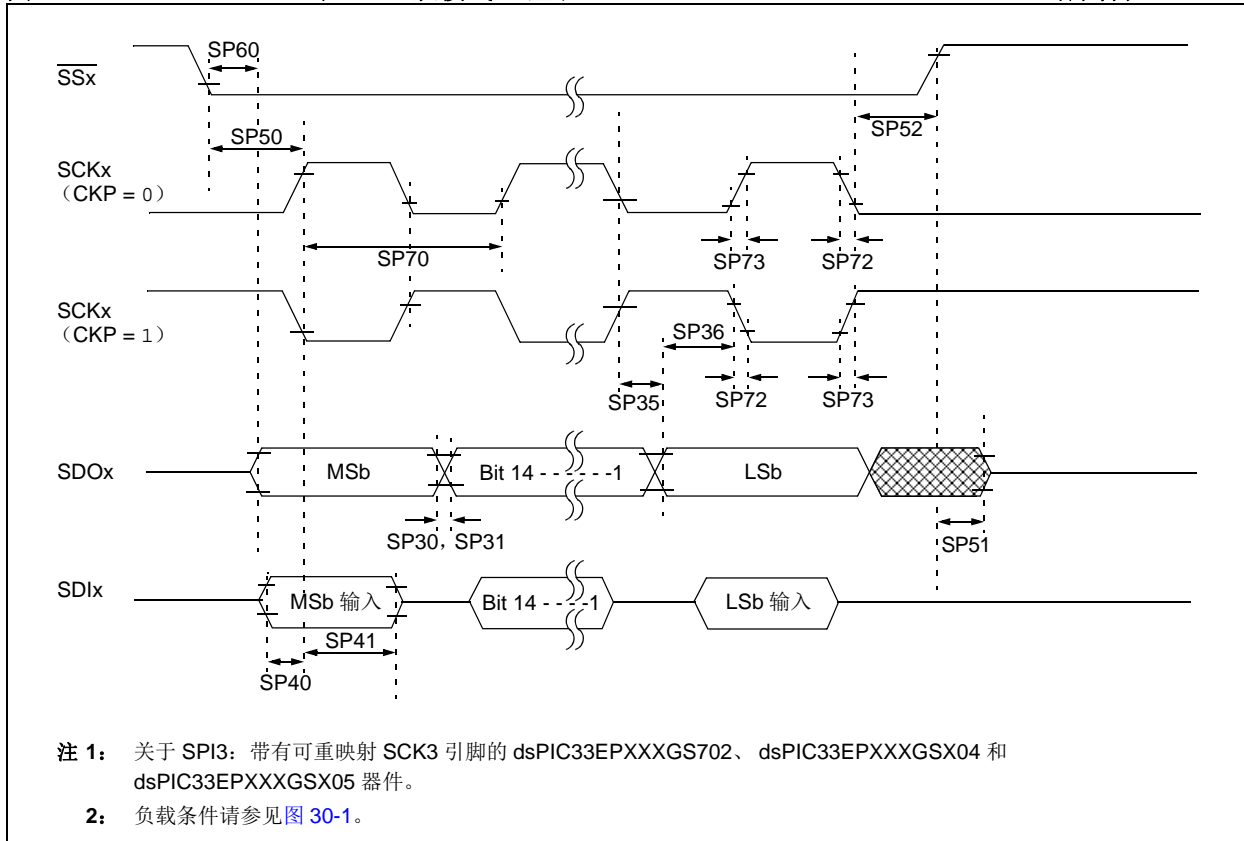 SP60
SSx
SP52
SP50
SCKx
（CKP = 0）
SP70
SP73
SP72
SCKx
（CKP = 1）
SP36
SP35
SP72
SP73
SDOx
MSb
Bit 14 - - - - - -1
LSb
SP30，SP31
SP51
SDIx
MSb 输入
Bit 14 - - - -1
LSb 输入
SP41
SP40
注 1： 关于 SPI3：带有可重映射 SCK3 引脚的 dsPIC33EPXXXGS702、 dsPIC33EPXXXGSX04 和
dsPIC33EPXXXGSX05 器件。
2： 负载条件请参见图 30-1。